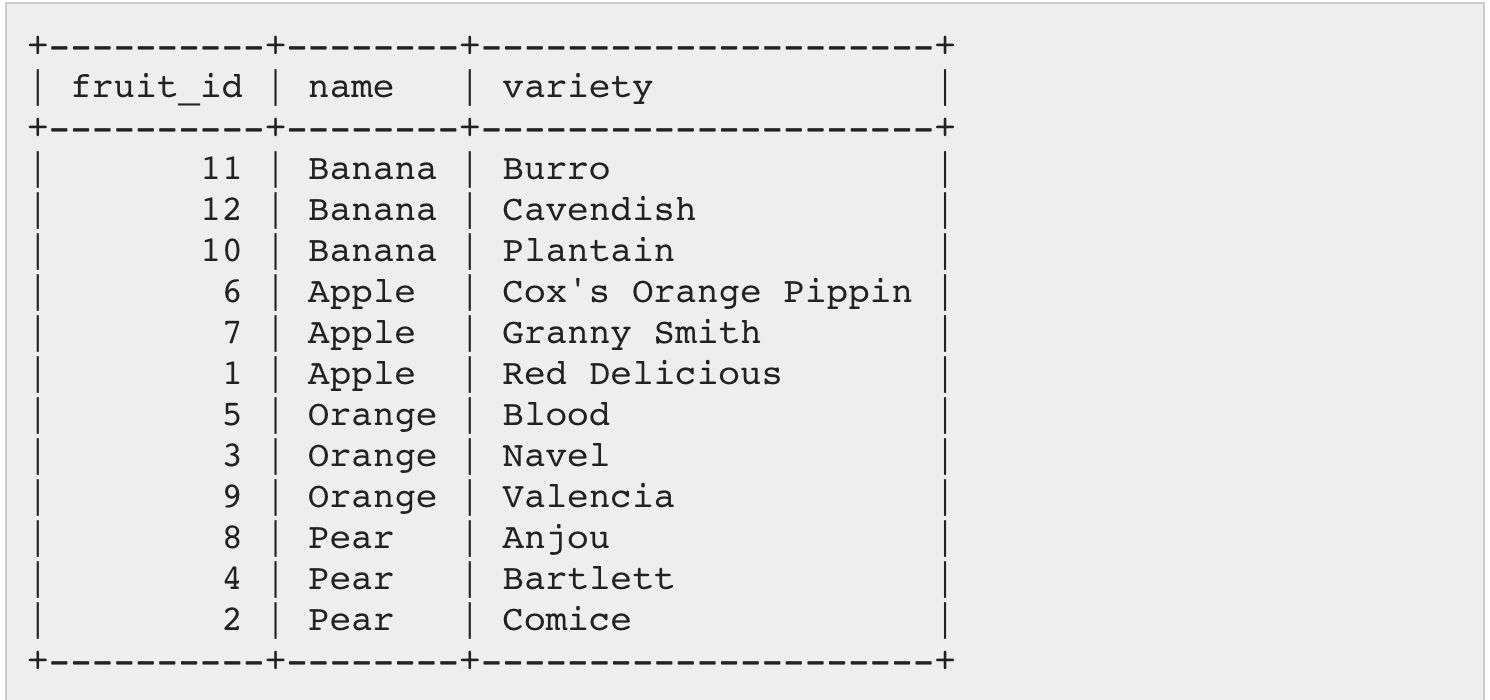 +-----------+--------+---------------------+
| fruit_id | name   | variety             |
+-----------+--------+---------------------+
|       11 | Banana | Burro              |
|       12 | Banana | Cavendish          |
|       10 | Banana | Plantain           |
|        6 | Apple  | Cox's Orange Pippin |
|        7 | Apple  | Granny Smith       |
|        1 | Apple  | Red Delicious      |
|        5 | Orange | Blood              |
|        3 | Orange | Navel              |
|        9 | Orange | Valencia           |
|        8 | Pear   | Anjou              |
|        4 | Pear   | Bartlett           |
|        2 | Pear   | Comice             |
+-----------+--------+---------------------+